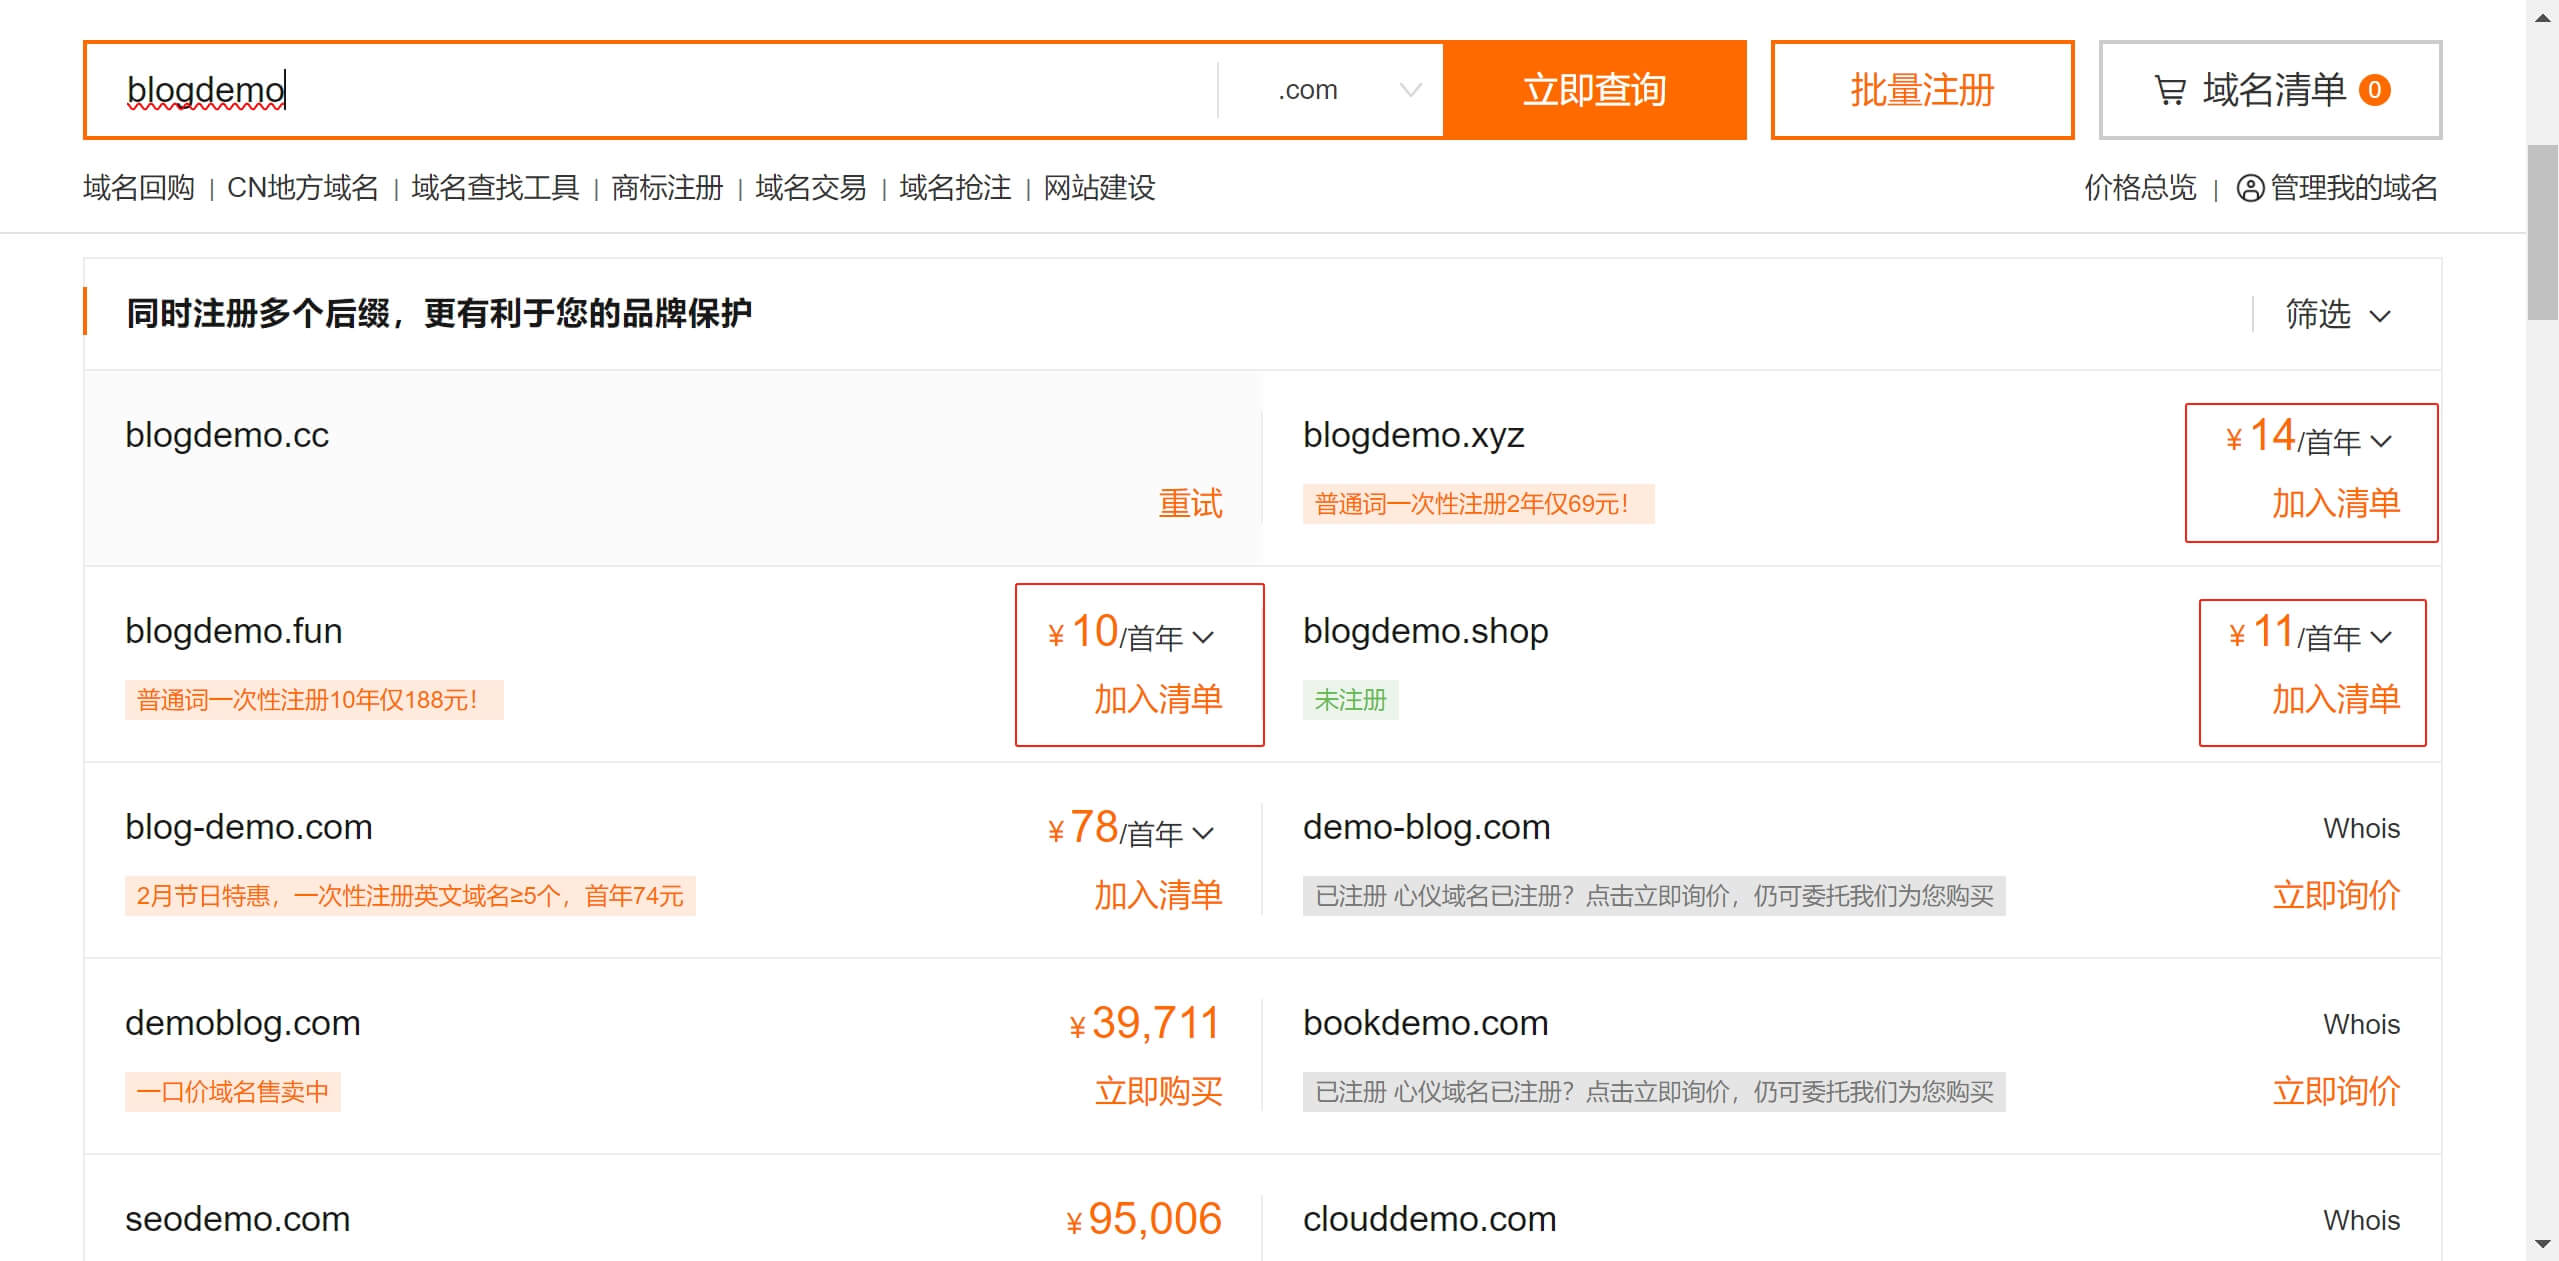 blogdemo
.com
立即查询
批量注册
域名清单 0
域名回购 | CN地方域名 | 域名查找工具 | 商标注册 | 域名交易 | 域名抢注 | 网站建设
价格总览 | 管理我的域名
同时注册多个后缀，更有利于您的品牌保护
筛选
blogdemo.cc
重试
blogdemo.xyz
¥ 14/首年
普通词一次性注册2年仅69元！
加入清单
blogdemo.fun
¥ 10/首年
普通词一次性注册10年仅188元！
加入清单
blogdemo.shop
¥ 11/首年
未注册
加入清单
blog-demo.com
¥ 78/首年
2月节日特惠，一次性注册英文域名≥5个，首年74元
加入清单
demo-blog.com
Whois
已注册 心仪域名已注册？点击立即询价，仍可委托我们为您购买
立即询价
demoblog.com
¥ 39,711
一口价域名售卖中
立即购买
bookdemo.com
Whois
已注册 心仪域名已注册？点击立即询价，仍可委托我们为您购买
立即询价
seodemo.com
¥ 95,006
clouddemo.com
Whois